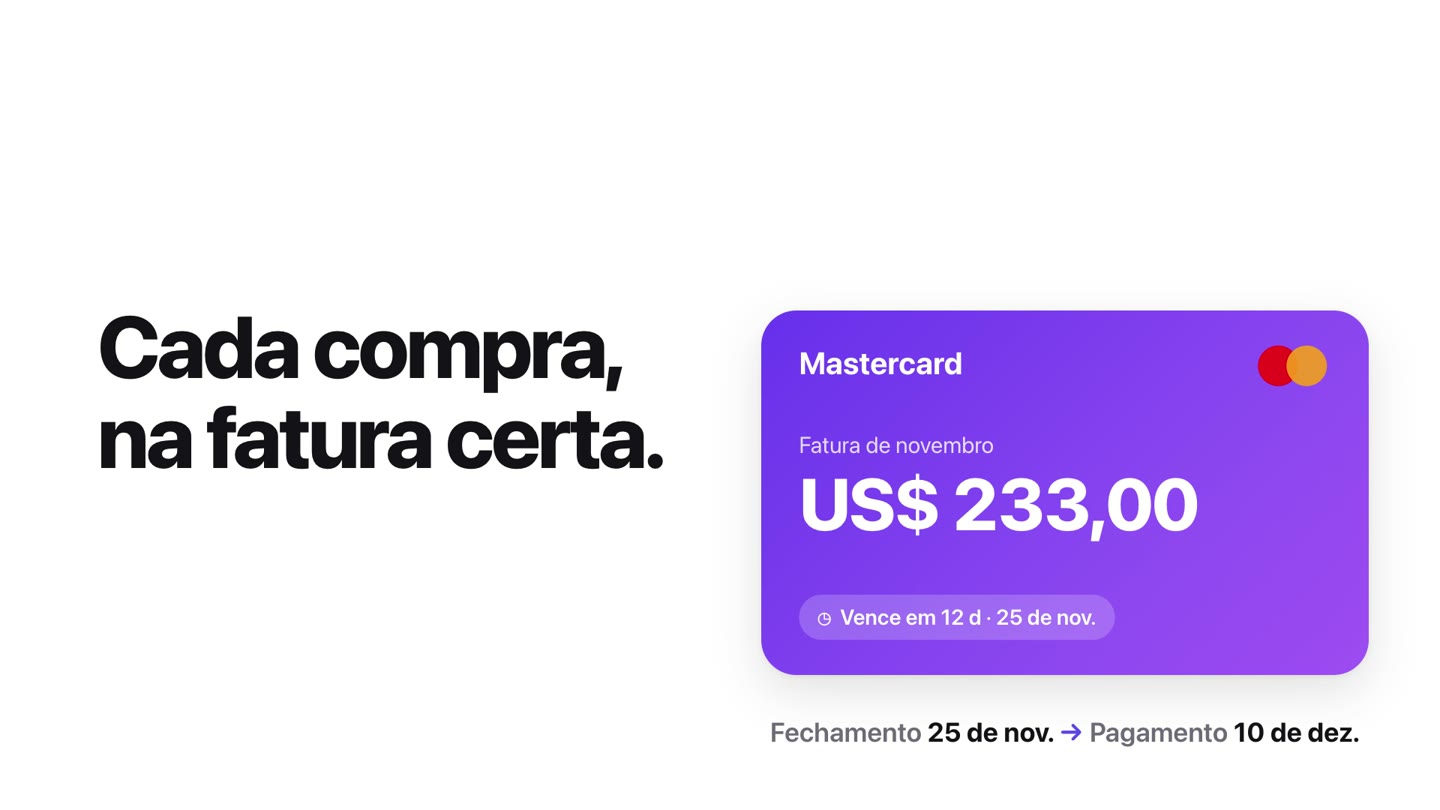 Cada compra,
na fatura certa.
Mastercard
Fatura de novembro
US$ 233,00
Vence em 12 d · 25 de nov.
Fechamento 25 de nov. → Pagamento 10 de dez.